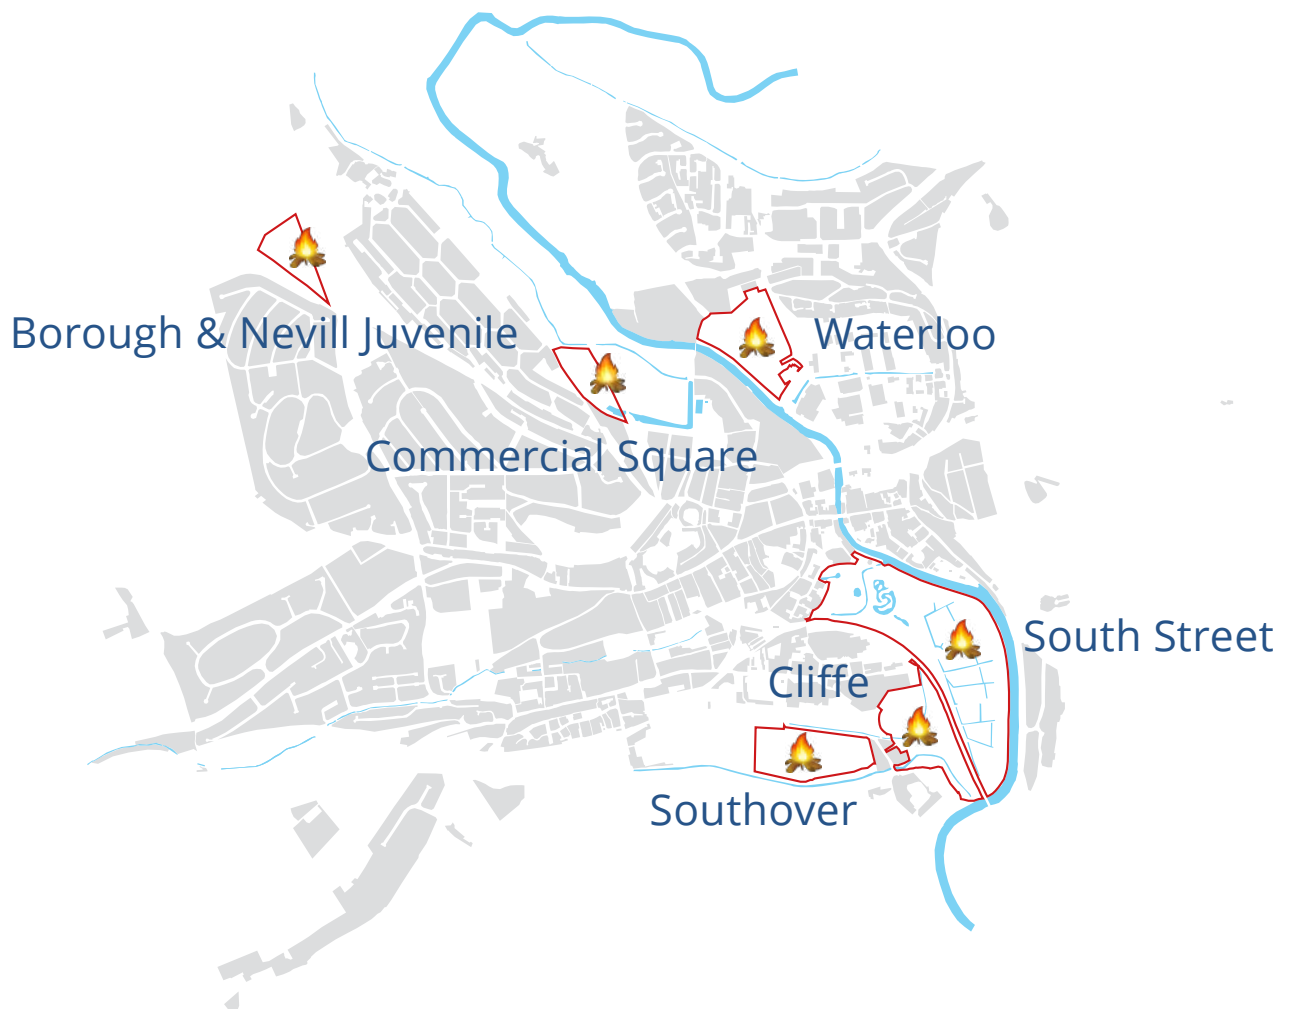 Borough & Nevill Juvenile
Waterloo
Commercial Square
South Street
Cliffe
Southover